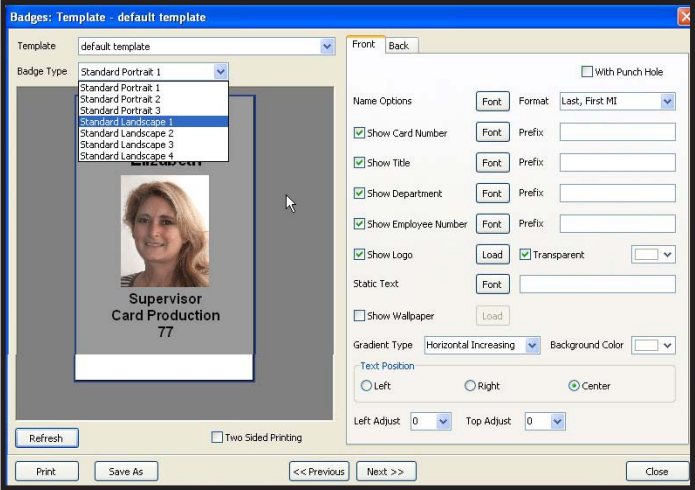 Badges: Template - default template
Template default template
Badge Type Standard Portrait 1
Standard Portrait 1
Standard Portrait 2
Standard Portrait 3
Standard Landscape 1
Standard Landscape 2
Standard Landscape 3
Standard Landscape 4
Elizabeth
Supervisor
Card Production
77
Refresh Two Sided Printing
Front Back
With Punch Hole
Name Options Font Format Last, First MI
Show Card Number Font Prefix
Show Title Font Prefix
Show Department Font Prefix
Show Employee Number Font Prefix
Show Logo Load Transparent
Static Text Font
Show Wallpaper Load
Gradient Type Horizontal Increasing Background Color
Text Position
Left Right Center
Left Adjust 0 Top Adjust 0
Print Save As << Previous Next >> Close